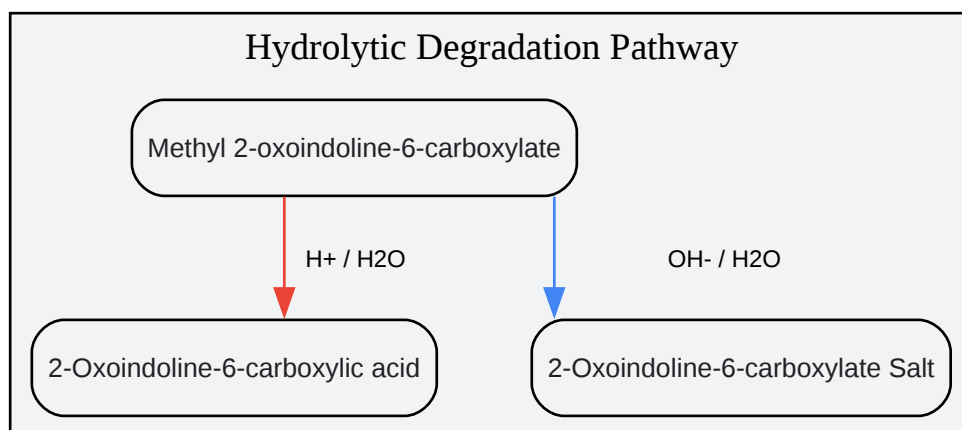 Hydrolytic Degradation Pathway
Methyl 2-oxoindoline-6-carboxylate
H+ / H2O
OH- / H2O
2-Oxoindoline-6-carboxylic acid
2-Oxoindoline-6-carboxylate Salt